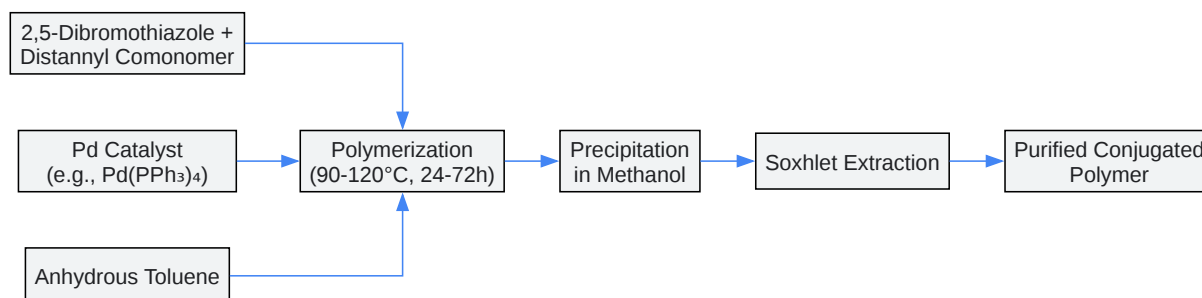 2,5-Dibromothiazole +
Distannyl Comonomer
Pd Catalyst
(e.g., Pd(PPh₃)₄)
Anhydrous Toluene
Polymerization
(90-120°C, 24-72h)
Precipitation
in Methanol
Soxhlet Extraction
Purified Conjugated
Polymer